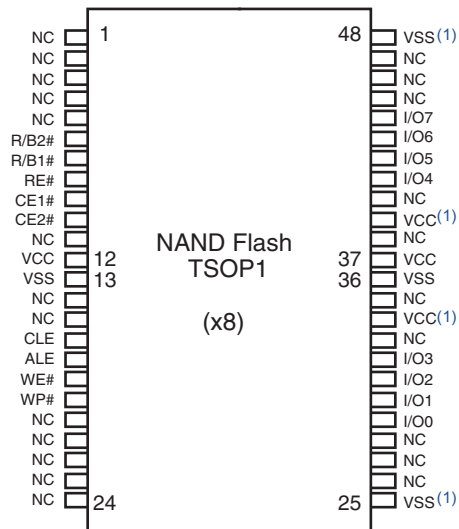 NC 1 48 VSS(1)
NC NC
NC NC
NC NC
NC I/O7
R/B2# I/O6
R/B1# I/O5
RE# I/O4
CE1# NC
CE2# VCC(1)
NC NC
VCC 12 37 VCC
VSS 13 36 VSS
NAND Flash
TSOP1
(x8)
NC NC
NC VCC(1)
CLE NC
ALE I/O3
WE# I/O2
WP# I/O1
NC I/O0
NC NC
NC NC
NC NC
NC 24 25 VSS(1)